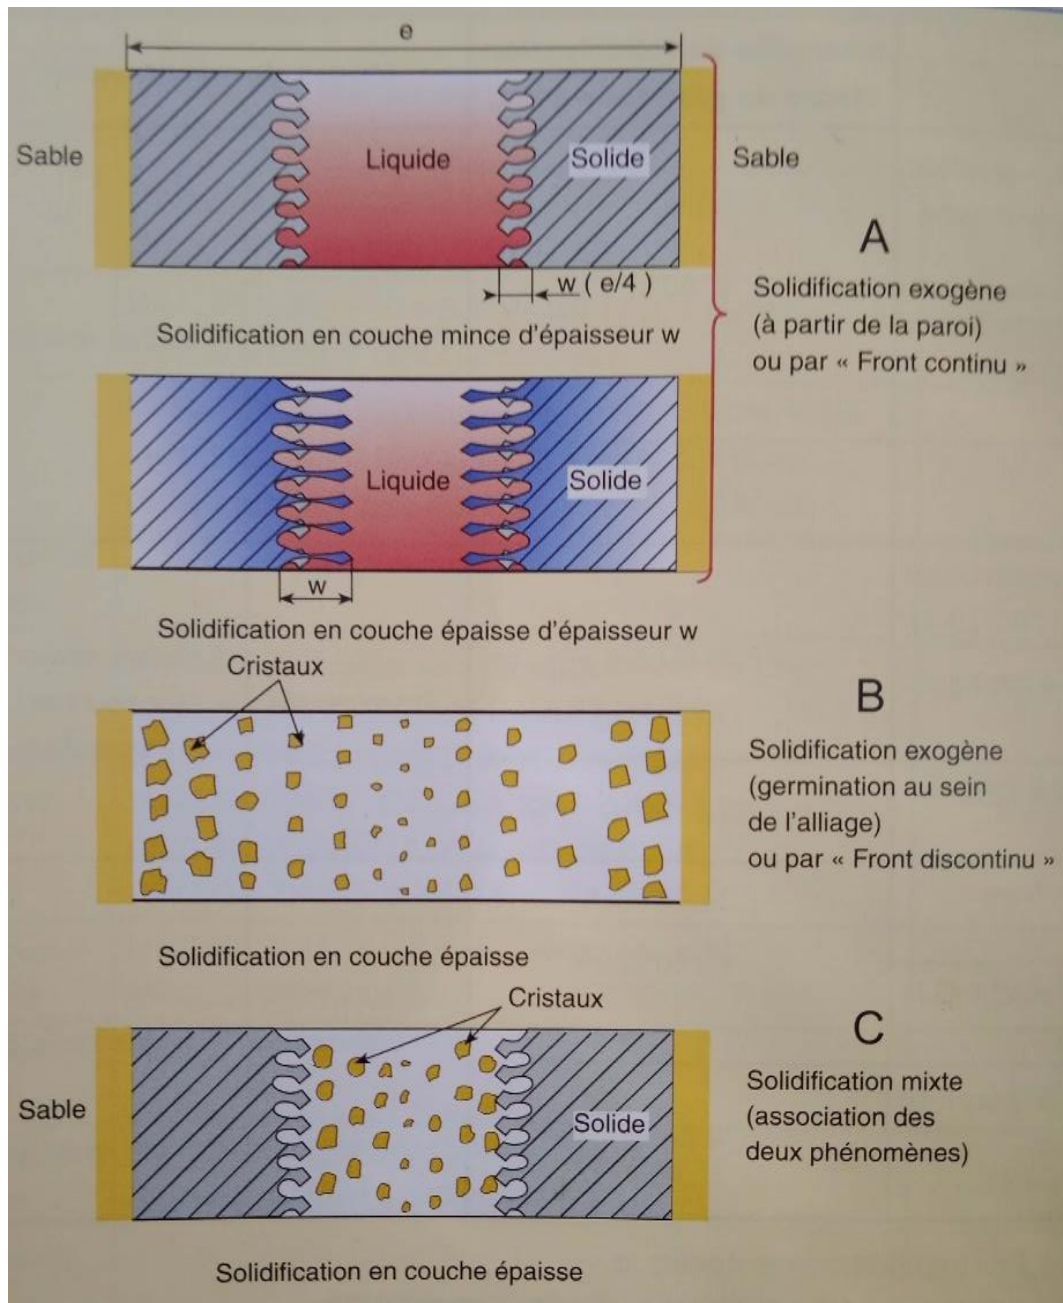 e
Sable
Liquide
Solide
Sable
A
w ( e/4 )
Solidification exogène
(à partir de la paroi)
ou par « Front continu »
Solidification en couche mince d'épaisseur w
Liquide
Solide
w
Solidification en couche épaisse d'épaisseur w
Cristaux
B
Solidification exogène
(germination au sein
de l'alliage)
ou par « Front discontinu »
Solidification en couche épaisse
Cristaux
C
Sable
Solide
Solidification mixte
(association des
deux phénomènes)
Solidification en couche épaisse